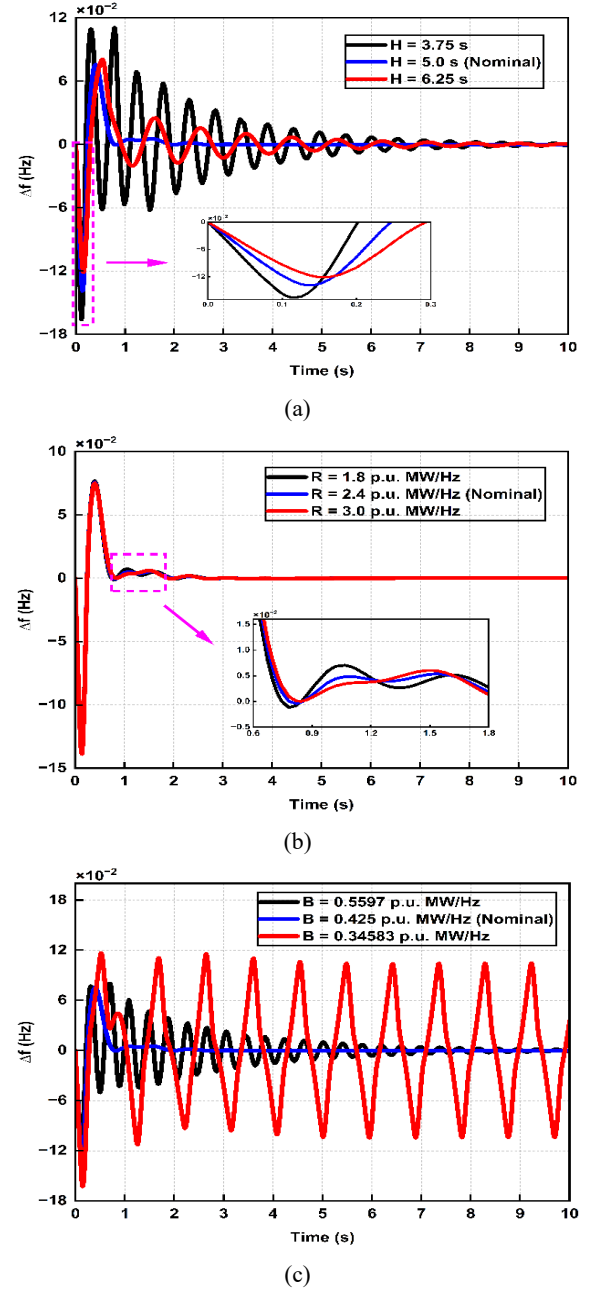 ×10⁻²
H = 3.75 s
H = 5.0 s (Nominal)
H = 6.25 s
12
6
0
−6
−12
−18
Δf (Hz)
×10⁻²
0
−6
−12
0.0 0.1 0.2 0.3
0 1 2 3 4 5 6 7 8 9 10
Time (s)
(a)
×10⁻²
R = 1.8 p.u. MW/Hz
R = 2.4 p.u. MW/Hz (Nominal)
R = 3.0 p.u. MW/Hz
10
5
0
−5
−10
−15
Δf (Hz)
1.5
1.0
0.5
0.0
−0.5
0.6 0.9 1.2 1.5 1.8
0 1 2 3 4 5 6 7 8 9 10
Time (s)
(b)
×10⁻²
B = 0.5597 p.u. MW/Hz
B = 0.425 p.u. MW/Hz (Nominal)
B = 0.34583 p.u. MW/Hz
18
12
6
0
−6
−12
−18
Δf (Hz)
0 1 2 3 4 5 6 7 8 9 10
Time (s)
(c)